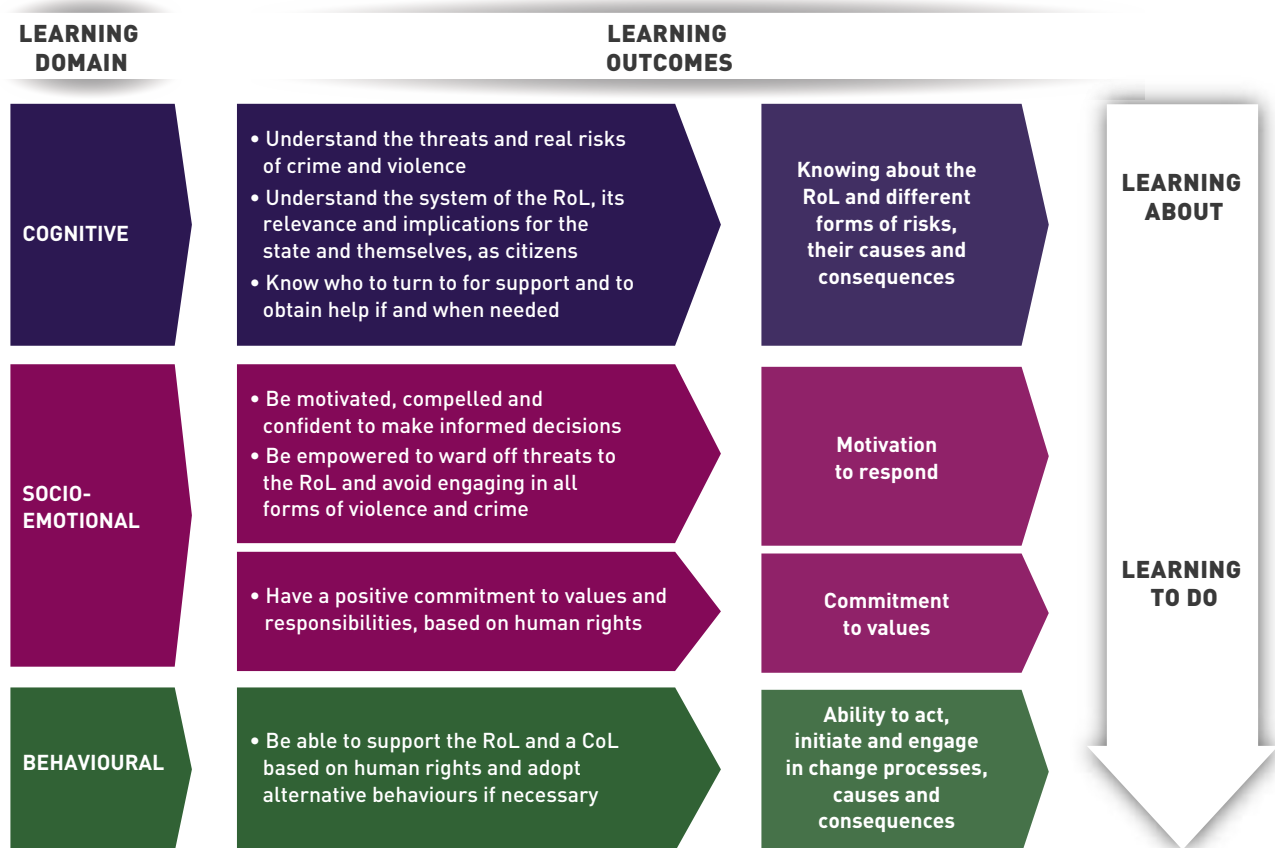 LEARNING
DOMAIN
LEARNING
OUTCOMES
COGNITIVE
• Understand the threats and real risks
of crime and violence
• Understand the system of the RoL, its
relevance and implications for the
state and themselves, as citizens
• Know who to turn to for support and to
obtain help if and when needed
Knowing about the
RoL and different
forms of risks,
their causes and
consequences
LEARNING
ABOUT
SOCIO-
EMOTIONAL
• Be motivated, compelled and
confident to make informed decisions
• Be empowered to ward off threats to
the RoL and avoid engaging in all
forms of violence and crime
Motivation
to respond
• Have a positive commitment to values and
responsibilities, based on human rights
Commitment
to values
LEARNING
TO DO
BEHAVIOURAL
• Be able to support the RoL and a CoL
based on human rights and adopt
alternative behaviours if necessary
Ability to act,
initiate and engage
in change processes,
causes and
consequences